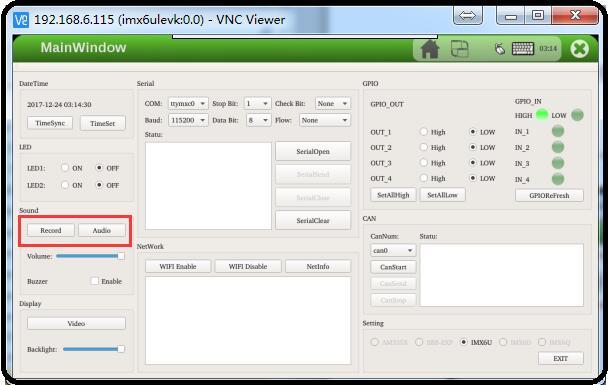 192.168.6.115 (imx6ulevk:0.0) - VNC Viewer
MainWindow
03:14
DateTime
2017-12-24 03:14:30
TimeSync TimeSet
LED
LED1: ON OFF
LED2: ON OFF
Sound
Record Audio
Volume:
Buzzer Enable
Display
Video
Backlight:
Serial
COM: ttymxc0 Stop Bit: 1 Check Bit: None
Baud: 115200 Data Bit: 8 Flow: None
Statu:
SerialOpen
SerialSend
SerialClose
SerialClear
NetWork
WIFI Enable WIFI Disable NetInfo
GPIO
GPIO_OUT
GPIO_IN
HIGH LOW
OUT_1 High LOW IN_1
OUT_2 High LOW IN_2
OUT_3 High LOW IN_3
OUT_4 High LOW IN_4
SetAllHigh SetAllLow GPIOReFresh
CAN
CanNum: Statu:
can0
CanStart
CanSend
CanStop
Setting
AM335X BBB-EXP IMX6U IMX6D IMX6Q
EXIT